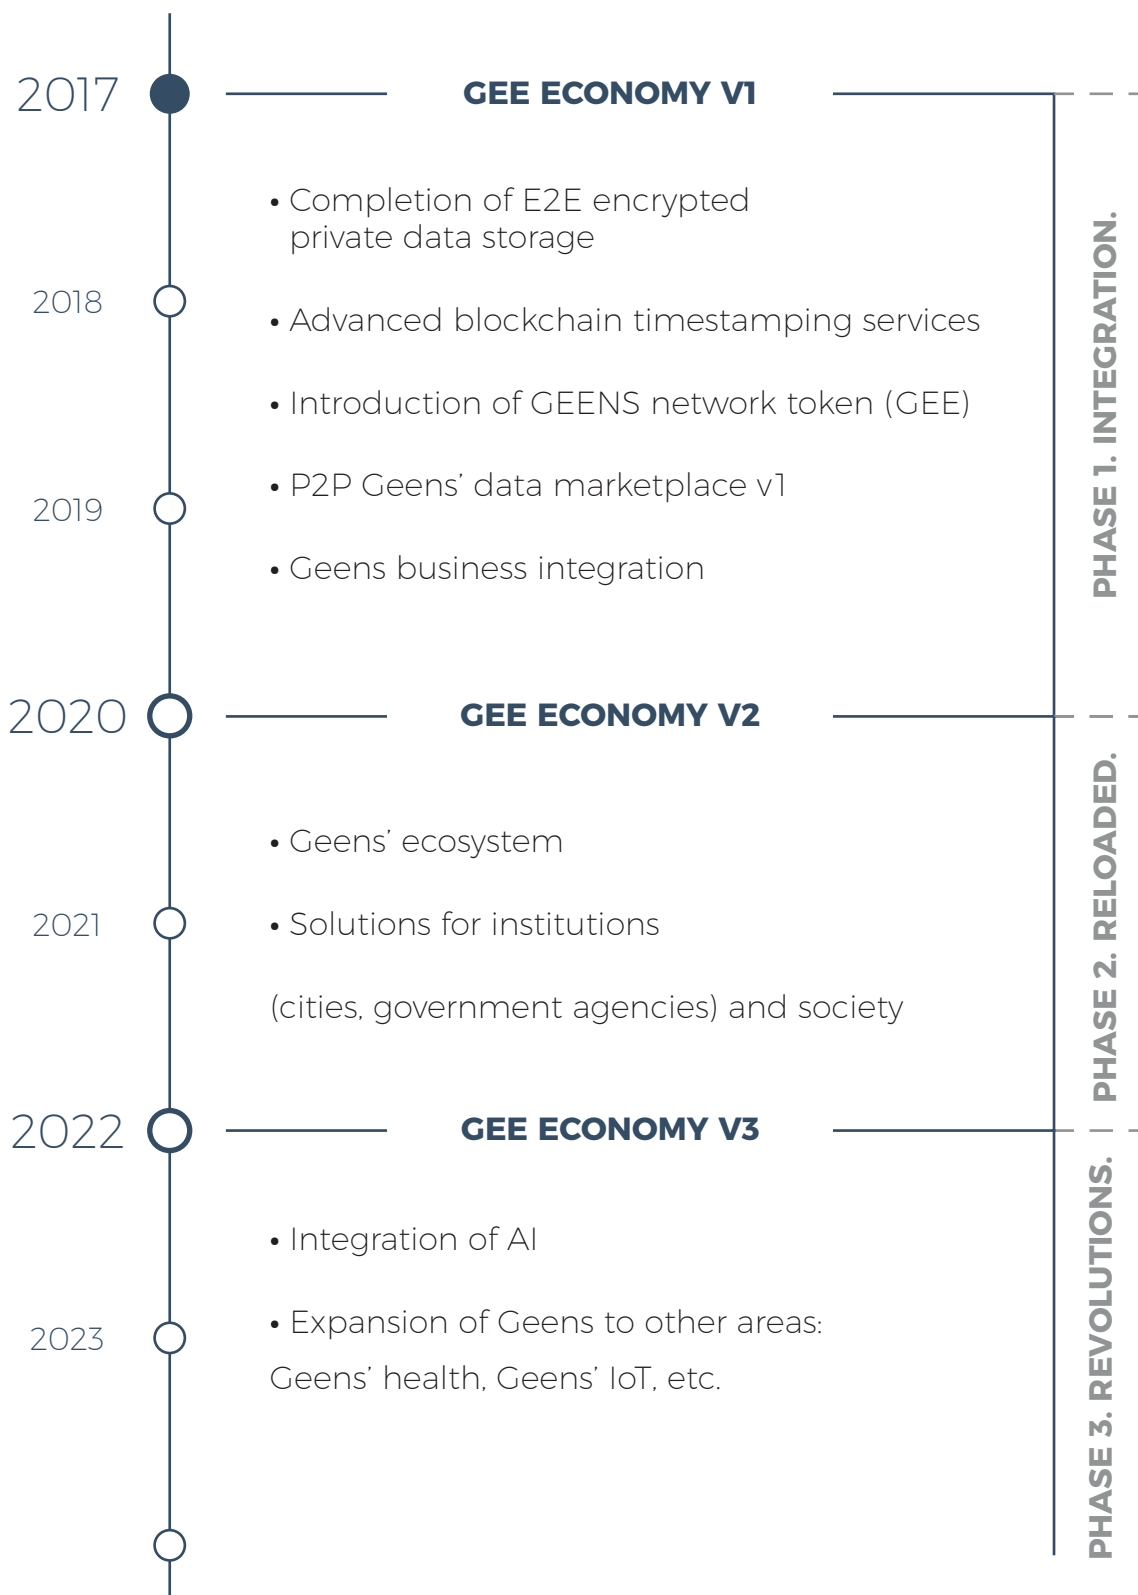 2017
GEE ECONOMY V1
• Completion of E2E encrypted
private data storage
2018
• Advanced blockchain timestamping services
• Introduction of GEENS network token (GEE)
2019
• P2P Geens’ data marketplace v1
• Geens business integration
PHASE 1. INTEGRATION.
2020
GEE ECONOMY V2
• Geens’ ecosystem
2021
• Solutions for institutions
(cities, government agencies) and society
PHASE 2. RELOADED.
2022
GEE ECONOMY V3
• Integration of AI
2023
• Expansion of Geens to other areas:
Geens’ health, Geens’ IoT, etc.
PHASE 3. REVOLUTIONS.